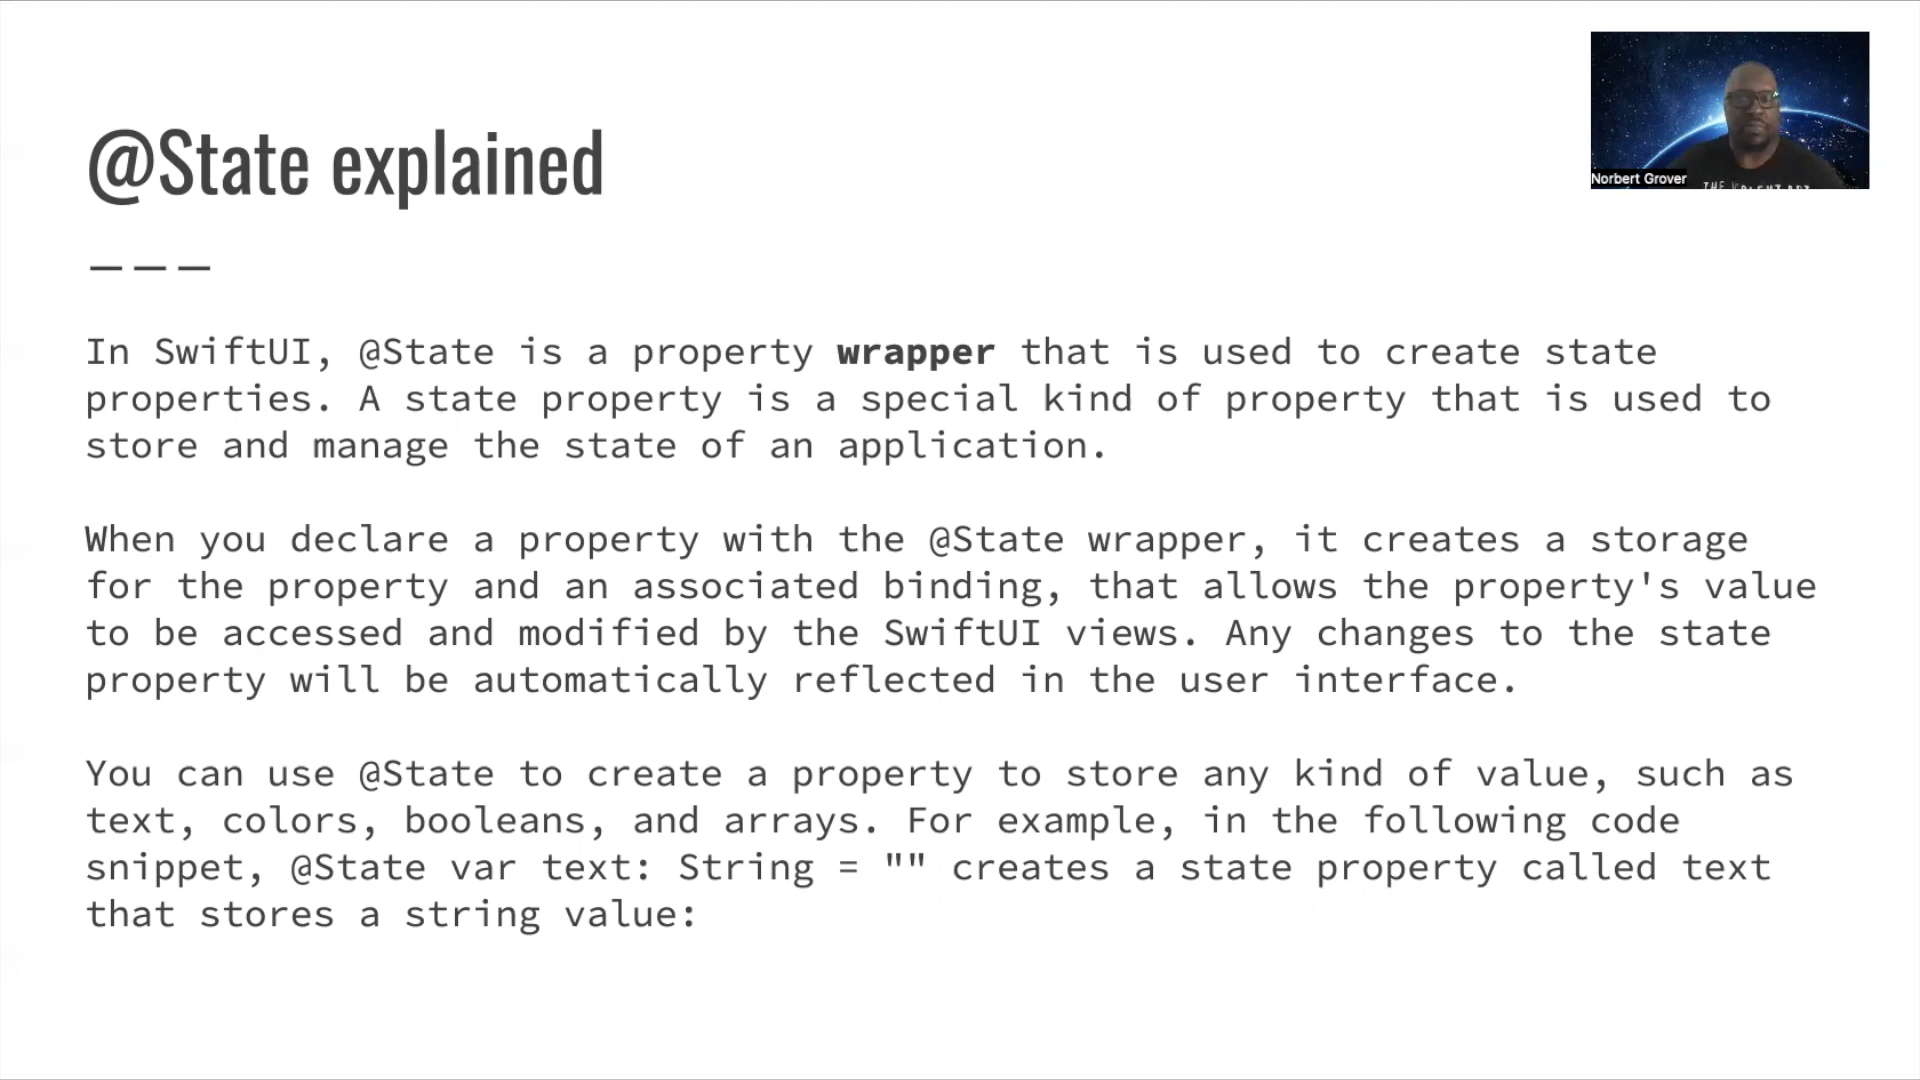 @State explained
Norbert Grover
In SwiftUI, @State is a property wrapper that is used to create state
properties. A state property is a special kind of property that is used to
store and manage the state of an application.
When you declare a property with the @State wrapper, it creates a storage
for the property and an associated binding, that allows the property's value
to be accessed and modified by the SwiftUI views. Any changes to the state
property will be automatically reflected in the user interface.
You can use @State to create a property to store any kind of value, such as
text, colors, booleans, and arrays. For example, in the following code
snippet, @State var text: String = "" creates a state property called text
that stores a string value: